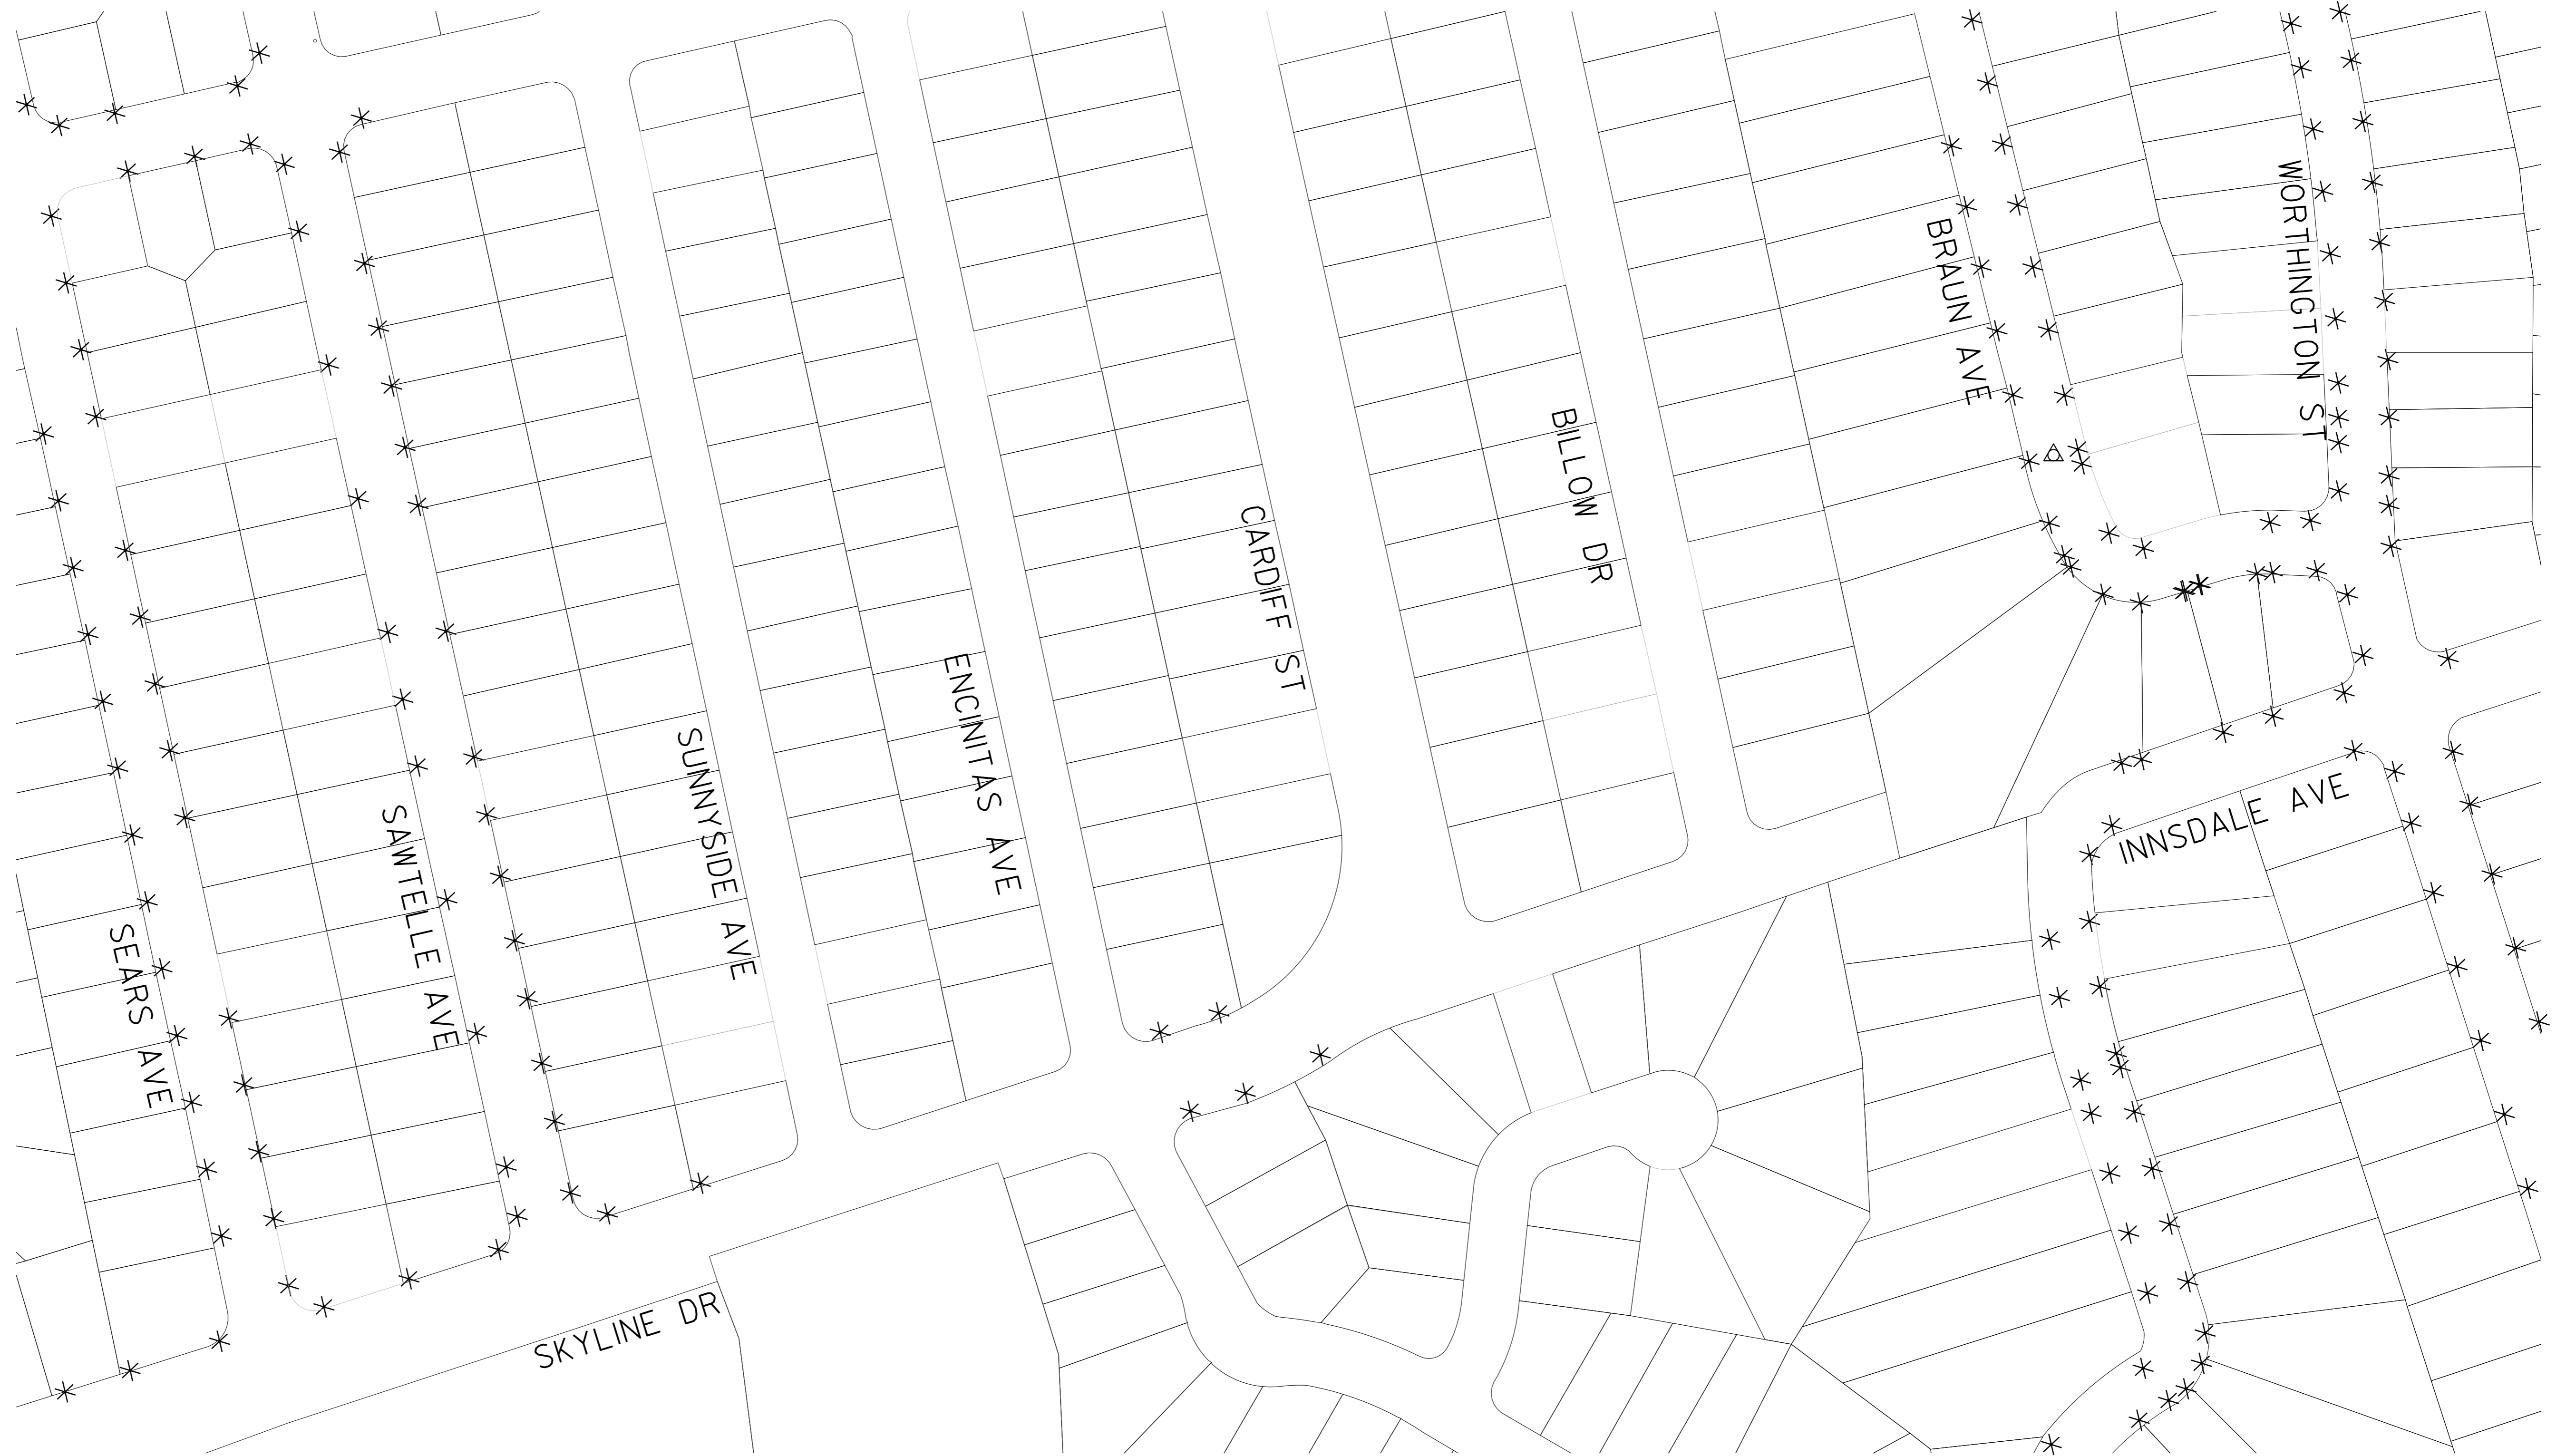 WORTHINGTON ST
BRAUN AVE
BILLOW DR
CARDIFF ST
ENCINITAS AVE
SUNNYSIDE AVE
INNSDALE AVE
SAWTELLE AVE
SEARS AVE
SKYLINE DR